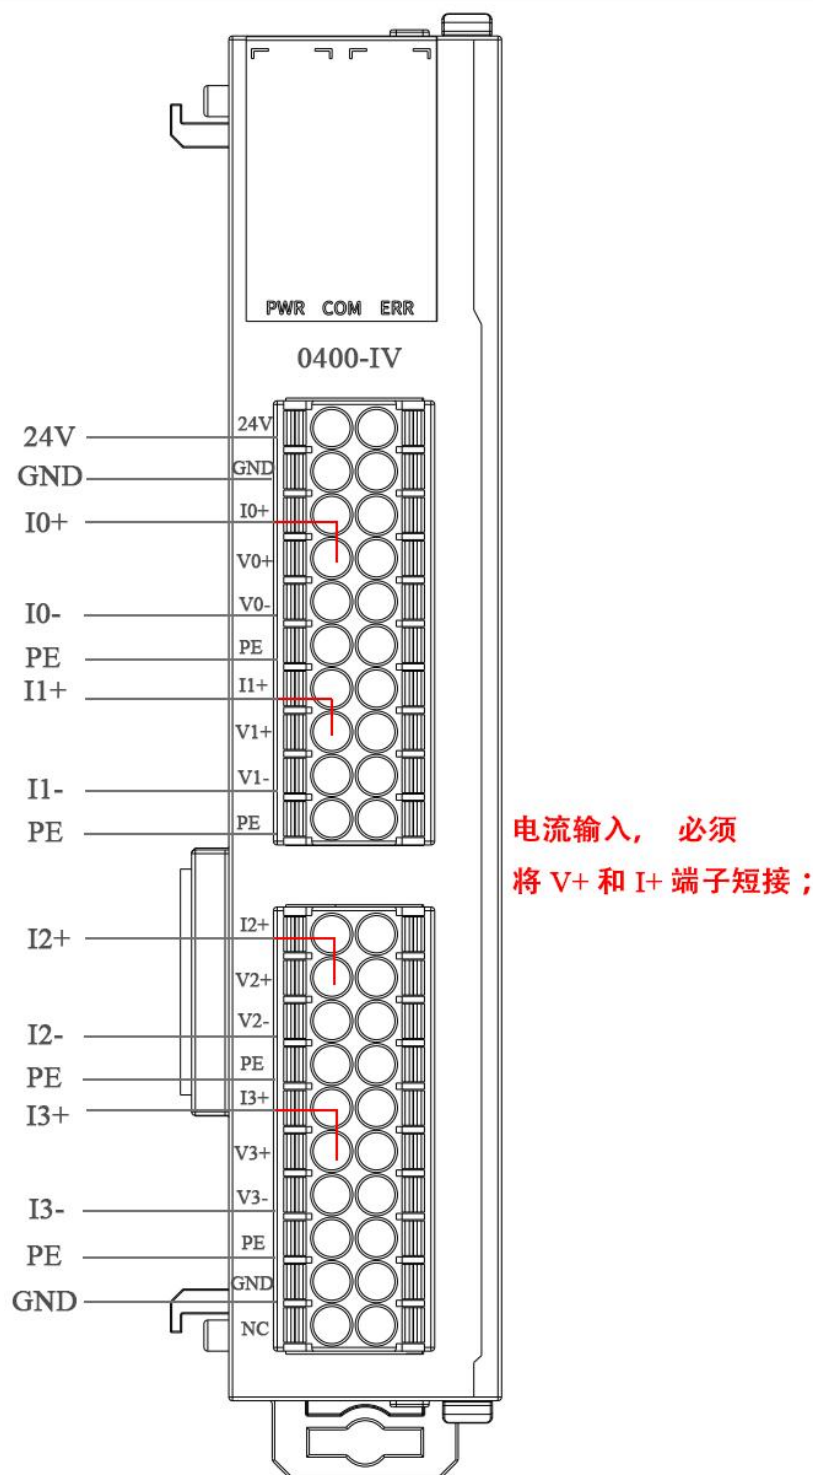 PWR COM ERR
0400-IV
24V 24V
GND GND
I0+ I0+
V0+
I0- V0-
PE PE
I1+ I1+
V1+
I1- V1-
PE PE
电流输入， 必须
将 V+ 和 I+ 端子短接；
I2+ I2+
V2+
I2- V2-
PE PE
I3+ I3+
V3+
I3- V3-
PE PE
GND GND
NC